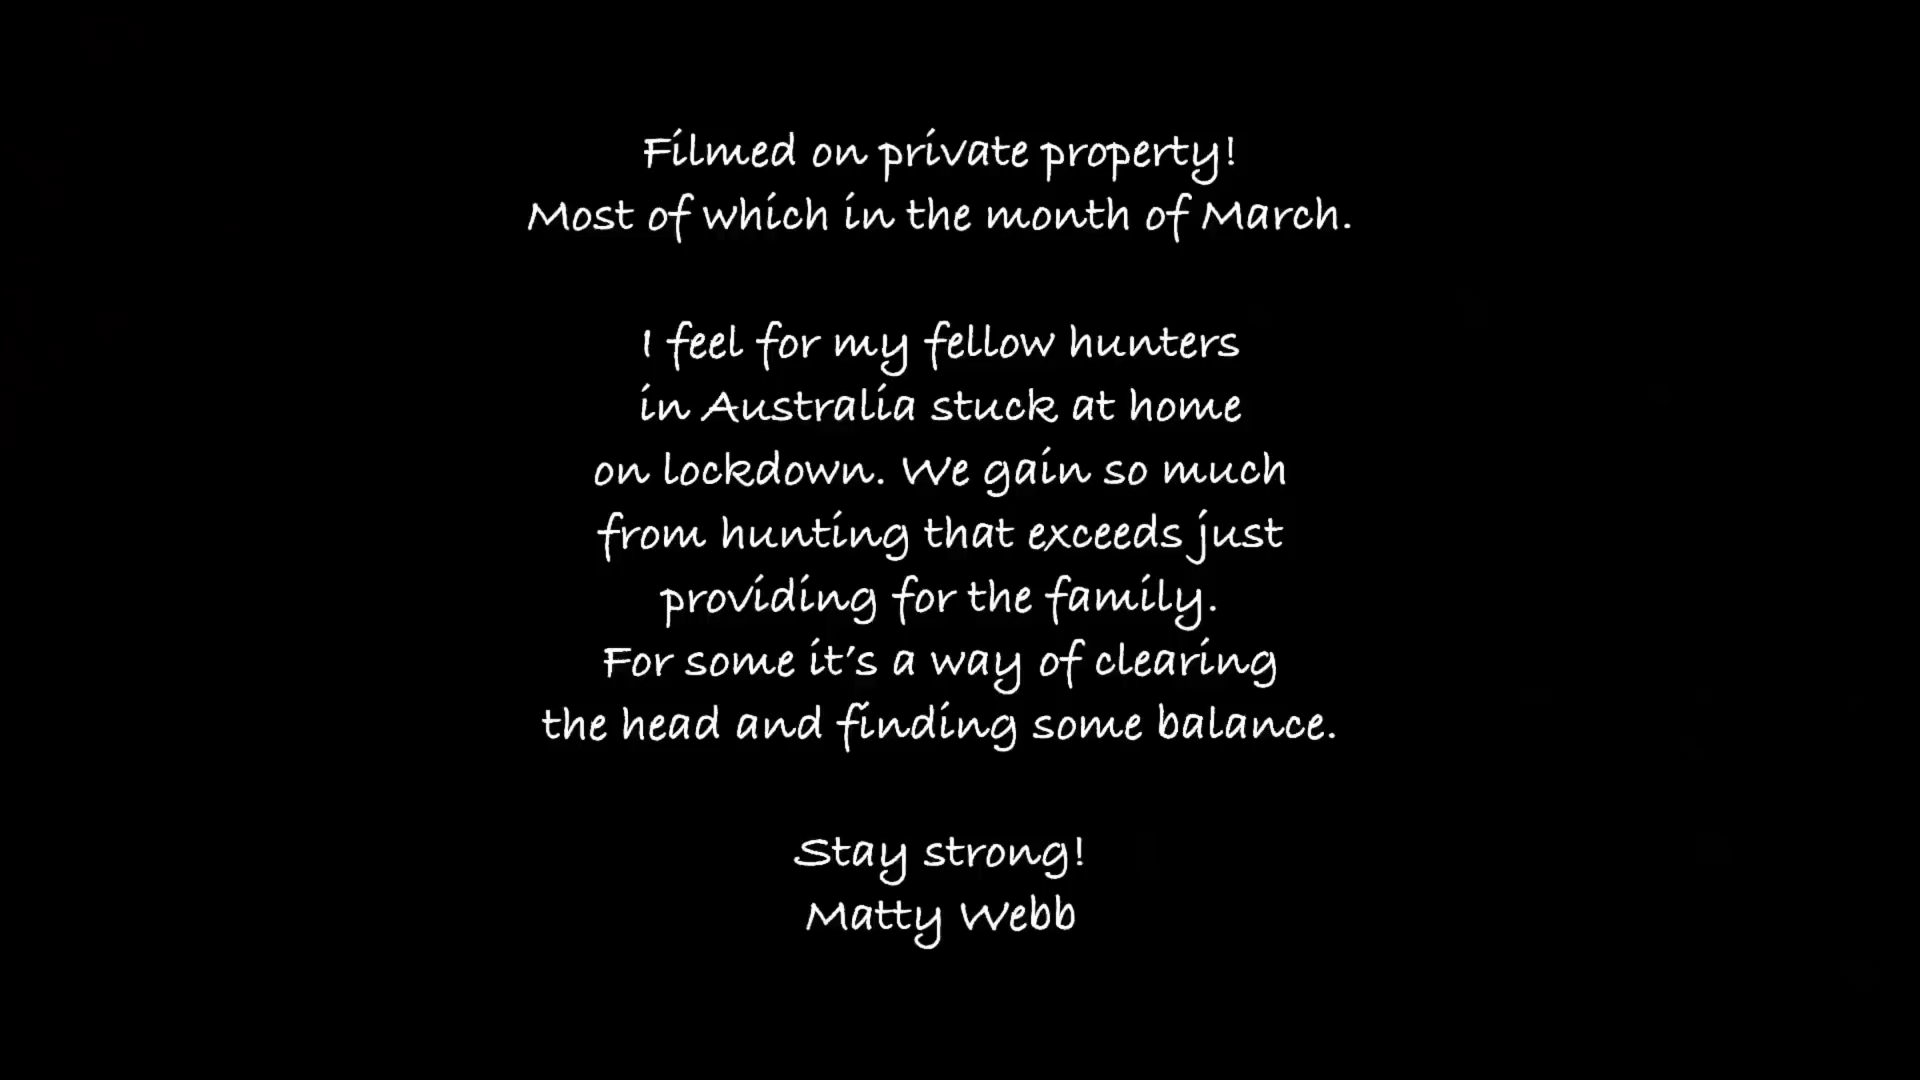 Filmed on private property!
Most of which in the month of March.
I feel for my fellow hunters
in Australia stuck at home
on lockdown. We gain so much
from hunting that exceeds just
providing for the family.
For some it's a way of clearing
the head and finding some balance.
Stay strong!
Matty Webb